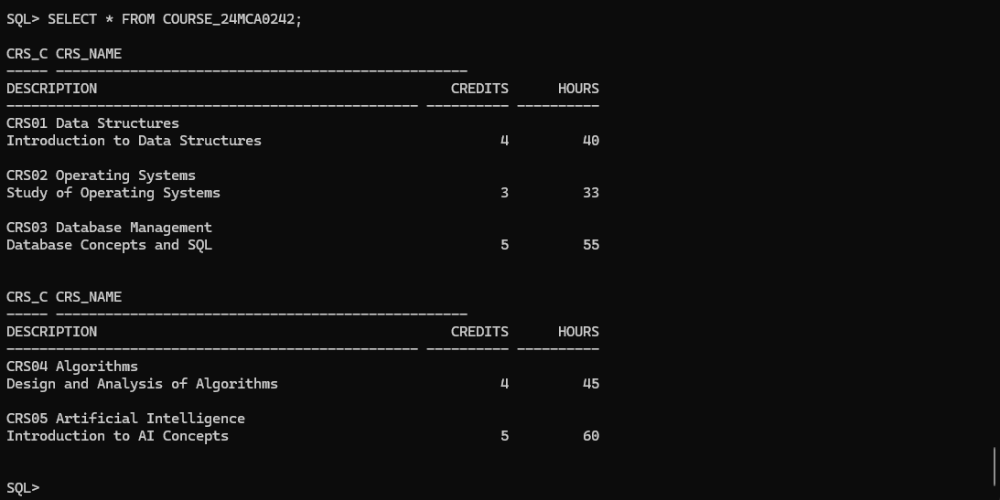 SQL> SELECT * FROM COURSE_24MCA0242;
CRS_C CRS_NAME
----- --------------------------------------------------
DESCRIPTION                                           CREDITS      HOURS
-------------------------------------------------- ---------- ----------
CRS01 Data Structures
Introduction to Data Structures                             4         40
CRS02 Operating Systems
Study of Operating Systems                                  3         33
CRS03 Database Management
Database Concepts and SQL                                   5         55
CRS_C CRS_NAME
----- --------------------------------------------------
DESCRIPTION                                           CREDITS      HOURS
-------------------------------------------------- ---------- ----------
CRS04 Algorithms
Design and Analysis of Algorithms                           4         45
CRS05 Artificial Intelligence
Introduction to AI Concepts                                 5         60
SQL>